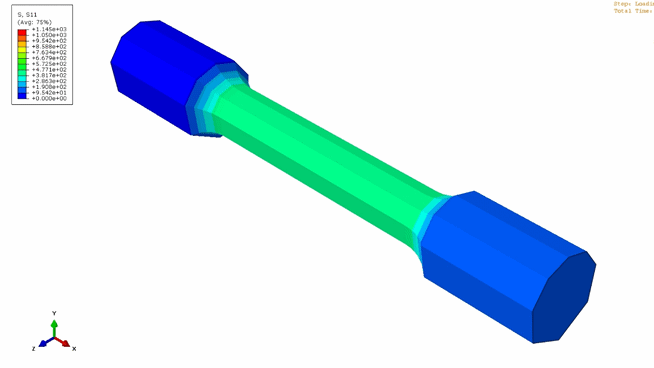 S, S11
(Avg: 75%)
+1.145e+03
+1.050e+03
+9.542e+02
+8.588e+02
+7.634e+02
+6.679e+02
+5.725e+02
+4.771e+02
+3.817e+02
+2.863e+02
+1.908e+02
+9.542e+01
+0.000e+00
Step: Loadi
Total Time:
Y
Z
X